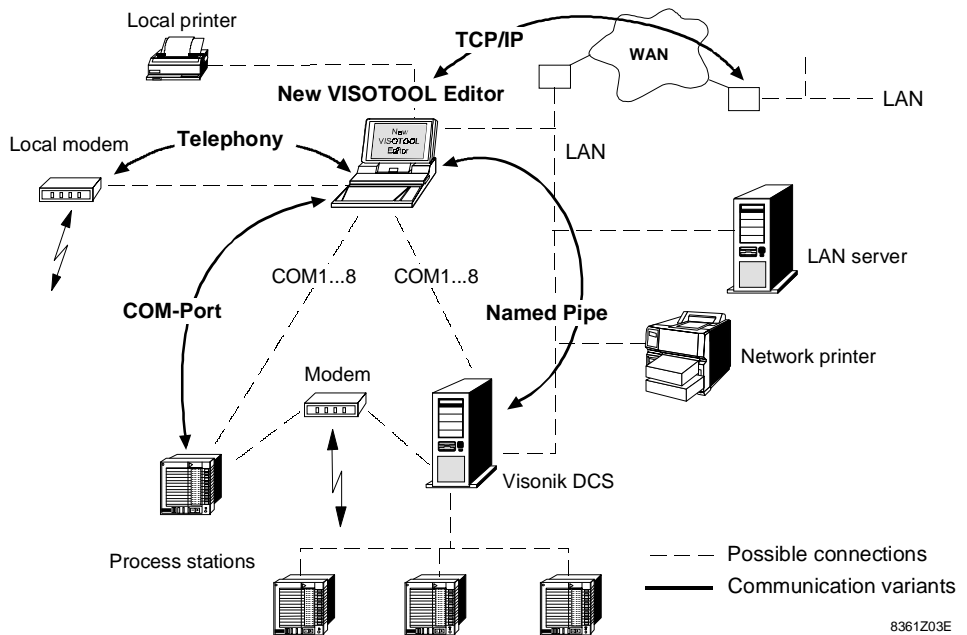 Local printer
TCP/IP
WAN
New VISOTOOL Editor
LAN
Telephony
Local modem
New
VISOTOOL
Editor
LAN
LAN server
COM1...8
COM1...8
COM-Port
Named Pipe
Network printer
Modem
Visonik DCS
Process stations
Possible connections
Communication variants
8361Z03E